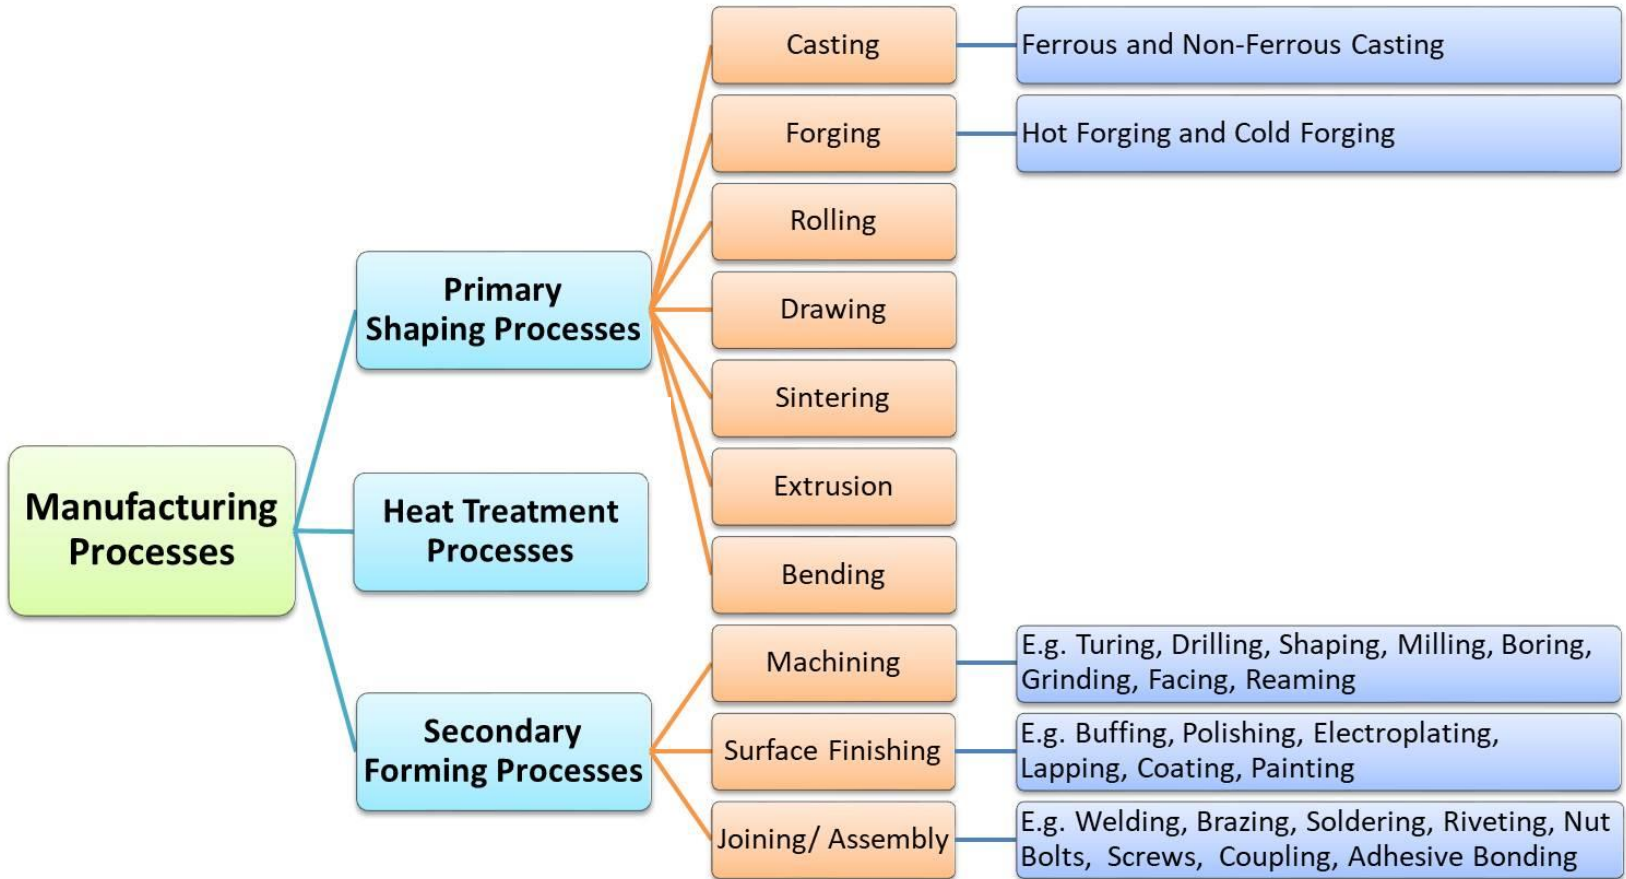 Manufacturing
Processes
Primary
Shaping Processes
Heat Treatment
Processes
Secondary
Forming Processes
Casting
Forging
Rolling
Drawing
Sintering
Extrusion
Bending
Machining
Surface Finishing
Joining/ Assembly
Ferrous and Non-Ferrous Casting
Hot Forging and Cold Forging
E.g. Turing, Drilling, Shaping, Milling, Boring,
Grinding, Facing, Reaming
E.g. Buffing, Polishing, Electroplating,
Lapping, Coating, Painting
E.g. Welding, Brazing, Soldering, Riveting, Nut
Bolts, Screws, Coupling, Adhesive Bonding